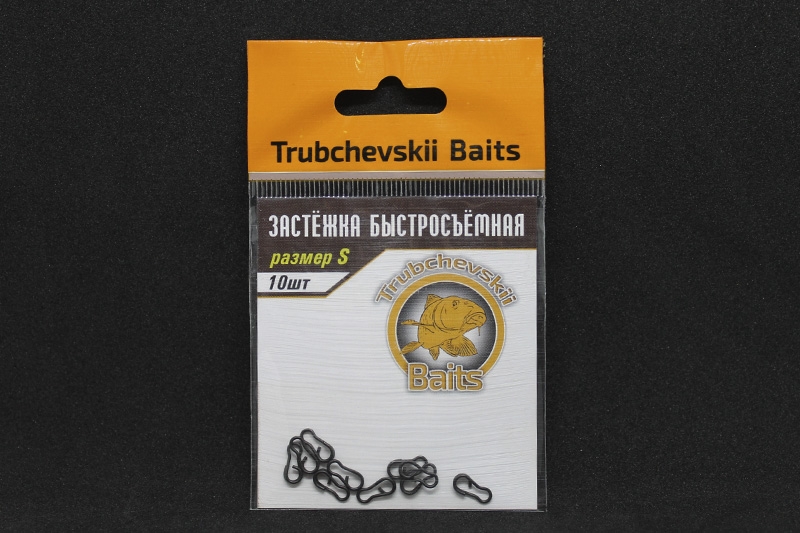 Trubchevskii Baits
ЗАСТЁЖКА БЫСТРОСЪЁМНАЯ
размер S
10шт
Trubchevskii
Baits